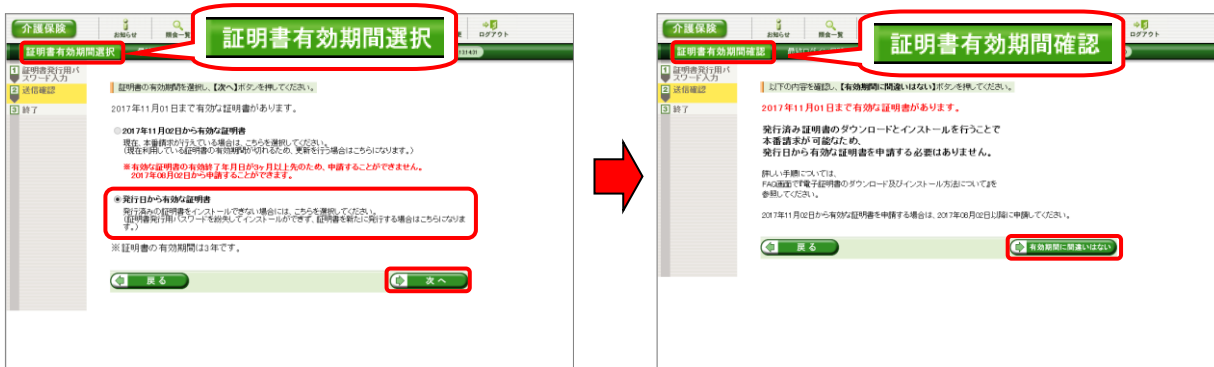 介護保険
お知らせ
照会一覧
ログアウト
証明書有効期間選択
証明書有効期間選択
1 証明書発行用パ
スワード入力
2 送信確認
3 終了
証明書の有効期間を選択し、【次へ】ボタンを押してください。
2017年11月01日まで有効な証明書があります。
2017年11月02日から有効な証明書
現在、本番請求が行えている場合は、こちらを選択してください。
(現在利用している証明書の有効期間が切れるため、更新を行う場合はこちらになります。)
※有効な証明書の有効終了年月日が3ヶ月以上先のため、申請することができません。
2017年08月02日から申請することができます。
発行日から有効な証明書
発行済みの証明書をインストールできない場合には、こちらを選択してください。
(証明書発行用パスワードを紛失してインストールができず、証明書を新たに発行する場合はこちらになりま
す。)
※証明書の有効期間は3年です。
戻る
次へ
介護保険
お知らせ
照会一覧
ログアウト
証明書有効期間確認
証明書有効期間確認
1 証明書発行用パ
スワード入力
2 送信確認
3 終了
以下の内容を確認し、【有効期間に間違いはない】ボタンを押してください。
2017年11月01日まで有効な証明書があります。
発行済み証明書のダウンロードとインストールを行うことで
本番請求が可能なため、
発行日から有効な証明書を申請する必要はありません。
詳しい手順については、
FAQ画面で『電子証明書のダウンロード及びインストール方法について』を
参照してください。
2017年11月02日から有効な証明書を申請する場合は、2017年08月02日以降に申請してください。
戻る
有効期間に間違いはない